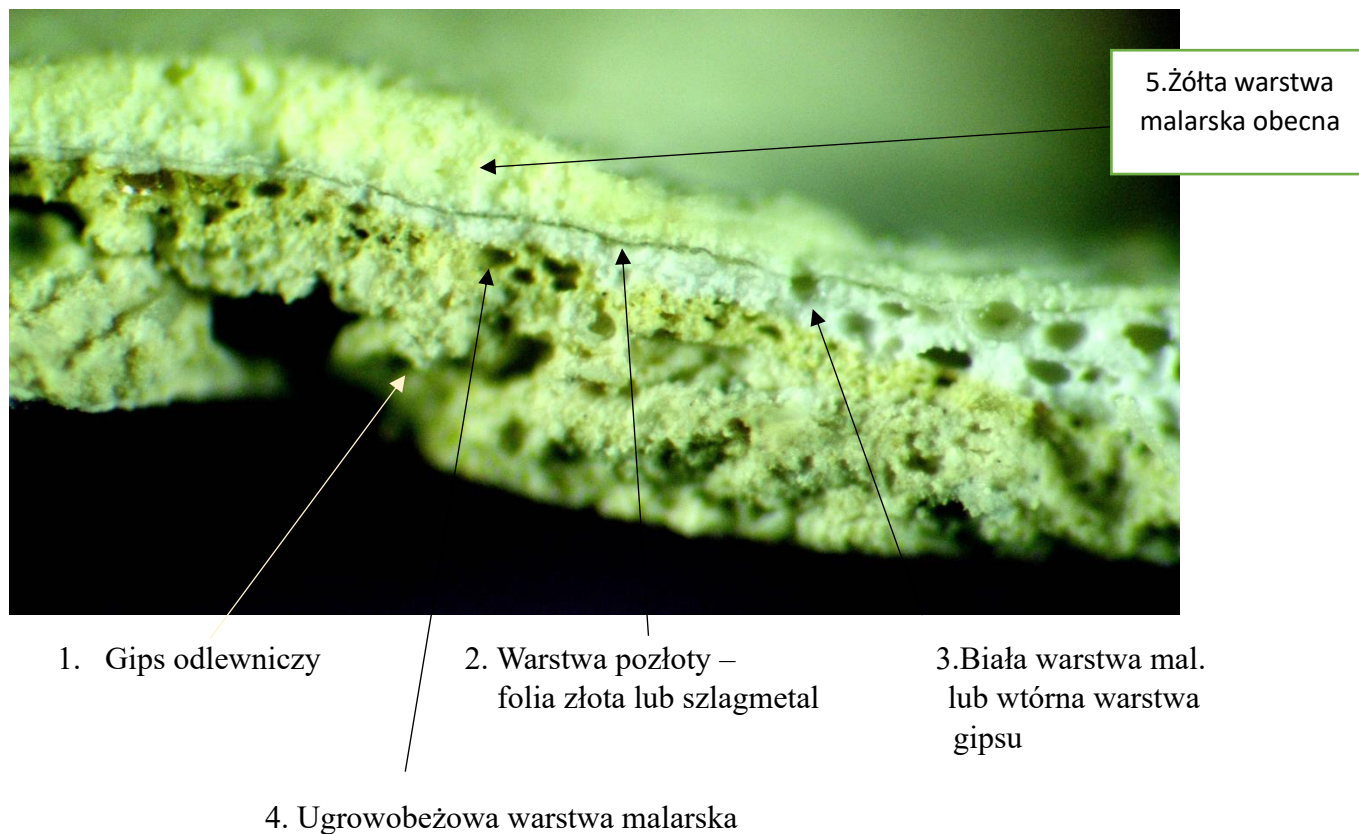 5.Żółta warstwa
malarska obecna
1. Gips odlewniczy
2. Warstwa pozłoty –
folia złota lub szlagmetal
3.Biała warstwa mal.
lub wtórna warstwa
gipsu
4. Ugrowobeżowa warstwa malarska